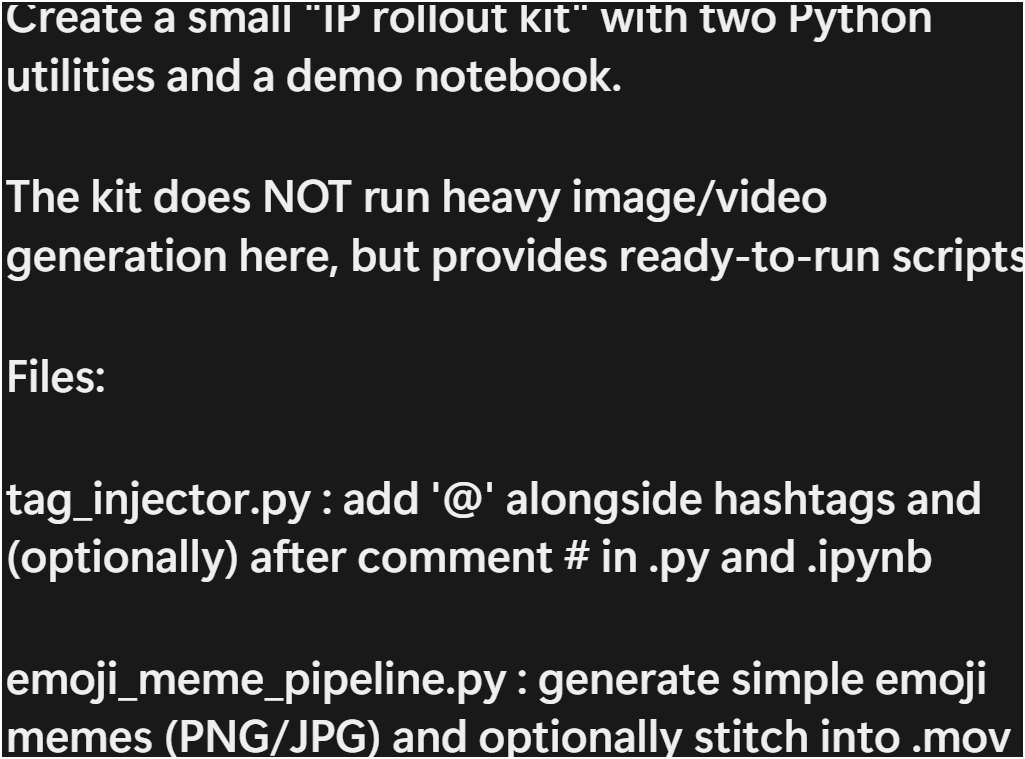 Create a small "IP rollout kit" with two Python
utilities and a demo notebook.
The kit does NOT run heavy image/video
generation here, but provides ready-to-run scripts
Files:
tag_injector.py : add '@' alongside hashtags and
(optionally) after comment # in .py and .ipynb
emoji_meme_pipeline.py : generate simple emoji
memes (PNG/JPG) and optionally stitch into .mov